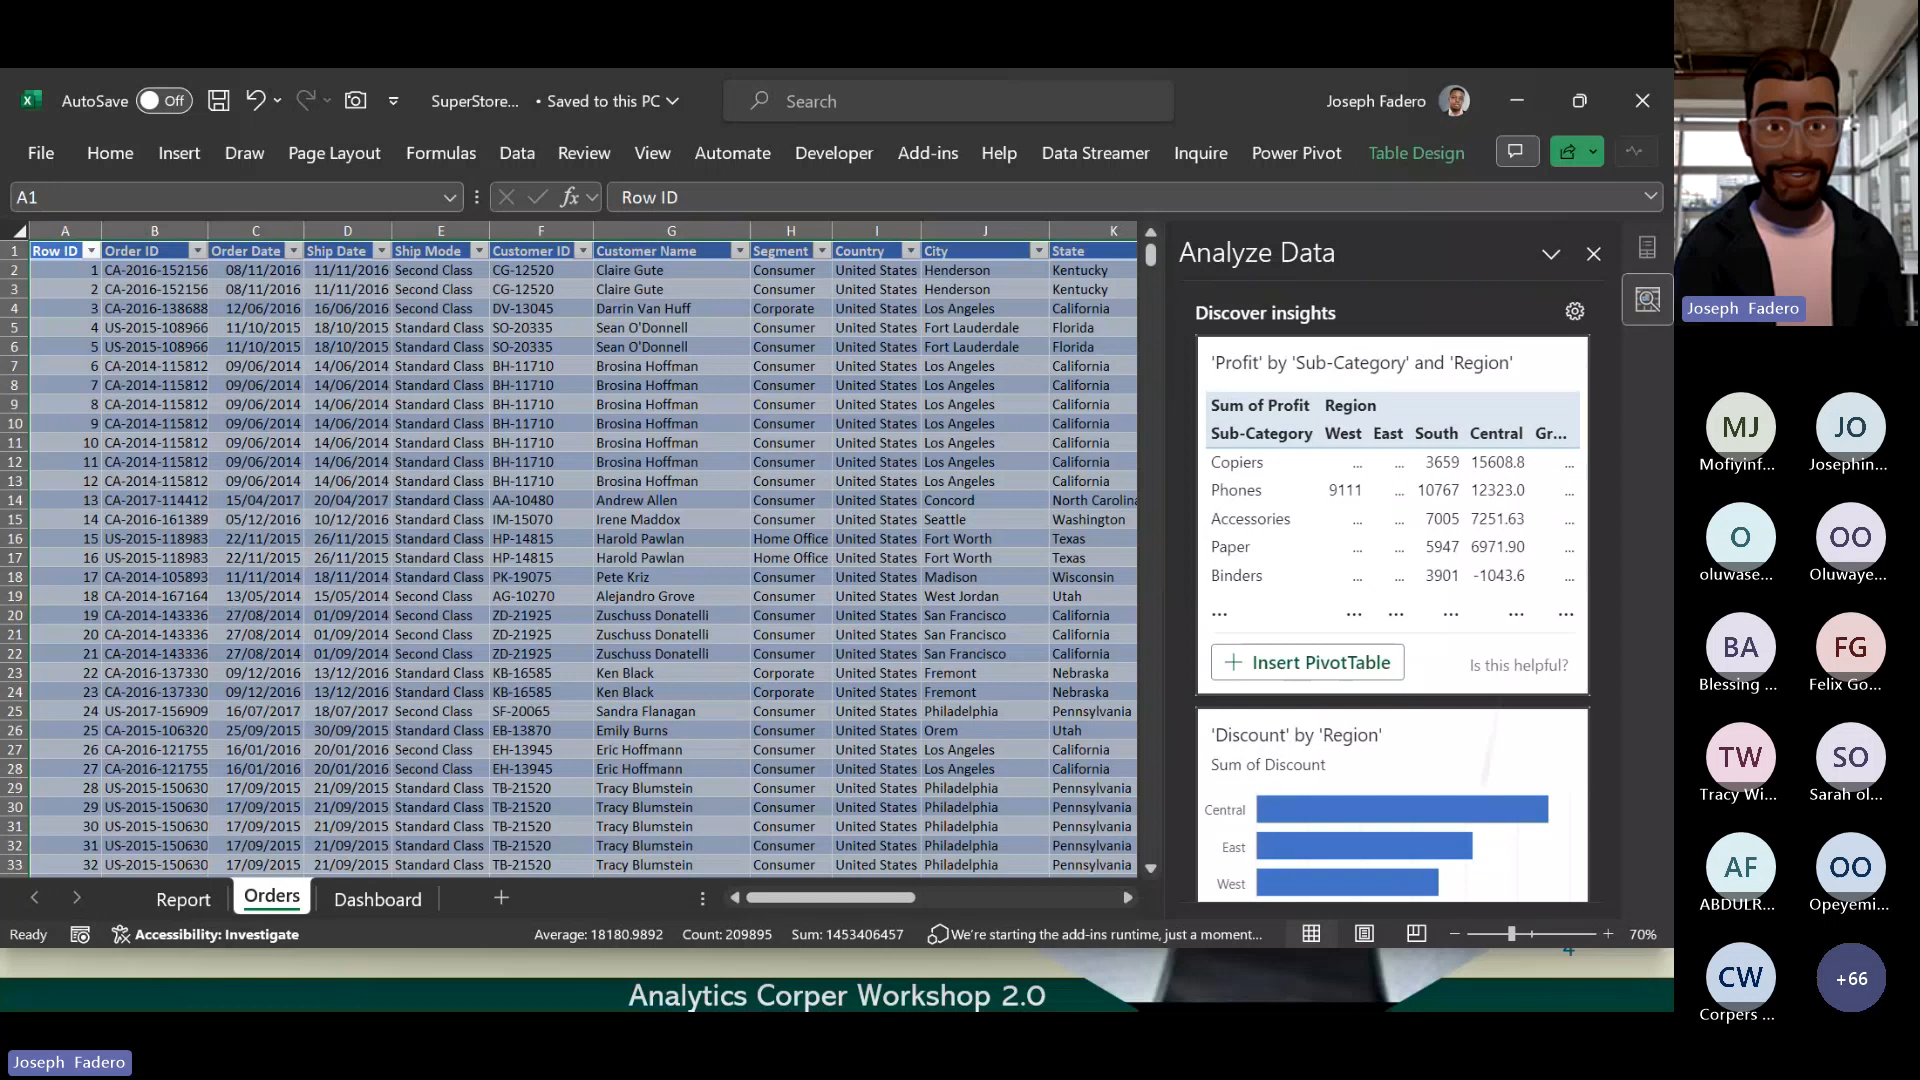 AutoSave Off SuperStore... • Saved to this PC Search Joseph Fadero
File Home Insert Draw Page Layout Formulas Data Review View Automate Developer Add-ins Help Data Streamer Inquire Power Pivot Table Design
A1 fx Row ID
A B C D E F G H I J K
1 Row ID Order ID Order Date Ship Date Ship Mode Customer ID Customer Name Segment Country City State
2 1 CA-2016-152156 08/11/2016 11/11/2016 Second Class CG-12520 Claire Gute Consumer United States Henderson Kentucky
3 2 CA-2016-152156 08/11/2016 11/11/2016 Second Class CG-12520 Claire Gute Consumer United States Henderson Kentucky
4 3 CA-2016-138688 12/06/2016 16/06/2016 Second Class DV-13045 Darrin Van Huff Corporate United States Los Angeles California
5 4 US-2015-108966 11/10/2015 18/10/2015 Standard Class SO-20335 Sean O'Donnell Consumer United States Fort Lauderdale Florida
6 5 US-2015-108966 11/10/2015 18/10/2015 Standard Class SO-20335 Sean O'Donnell Consumer United States Fort Lauderdale Florida
7 6 CA-2014-115812 09/06/2014 14/06/2014 Standard Class BH-11710 Brosina Hoffman Consumer United States Los Angeles California
8 7 CA-2014-115812 09/06/2014 14/06/2014 Standard Class BH-11710 Brosina Hoffman Consumer United States Los Angeles California
9 8 CA-2014-115812 09/06/2014 14/06/2014 Standard Class BH-11710 Brosina Hoffman Consumer United States Los Angeles California
10 9 CA-2014-115812 09/06/2014 14/06/2014 Standard Class BH-11710 Brosina Hoffman Consumer United States Los Angeles California
11 10 CA-2014-115812 09/06/2014 14/06/2014 Standard Class BH-11710 Brosina Hoffman Consumer United States Los Angeles California
12 11 CA-2014-115812 09/06/2014 14/06/2014 Standard Class BH-11710 Brosina Hoffman Consumer United States Los Angeles California
13 12 CA-2014-115812 09/06/2014 14/06/2014 Standard Class BH-11710 Brosina Hoffman Consumer United States Los Angeles California
14 13 CA-2017-114412 15/04/2017 20/04/2017 Standard Class AA-10480 Andrew Allen Consumer United States Concord North Carolina
15 14 CA-2016-161389 05/12/2016 10/12/2016 Standard Class IM-15070 Irene Maddox Consumer United States Seattle Washington
16 15 US-2015-118983 22/11/2015 26/11/2015 Standard Class HP-14815 Harold Pawlan Home Office United States Fort Worth Texas
17 16 US-2015-118983 22/11/2015 26/11/2015 Standard Class HP-14815 Harold Pawlan Home Office United States Fort Worth Texas
18 17 CA-2014-105893 11/11/2014 18/11/2014 Standard Class PK-19075 Pete Kriz Consumer United States Madison Wisconsin
19 18 CA-2014-167164 13/05/2014 15/05/2014 Second Class AG-10270 Alejandro Grove Consumer United States West Jordan Utah
20 19 CA-2014-143336 27/08/2014 01/09/2014 Second Class ZD-21925 Zuschuss Donatelli Consumer United States San Francisco California
21 20 CA-2014-143336 27/08/2014 01/09/2014 Second Class ZD-21925 Zuschuss Donatelli Consumer United States San Francisco California
22 21 CA-2014-143336 27/08/2014 01/09/2014 Second Class ZD-21925 Zuschuss Donatelli Consumer United States San Francisco California
23 22 CA-2016-137330 09/12/2016 13/12/2016 Standard Class KB-16585 Ken Black Corporate United States Fremont Nebraska
24 23 CA-2016-137330 09/12/2016 13/12/2016 Standard Class KB-16585 Ken Black Corporate United States Fremont Nebraska
25 24 US-2017-156909 16/07/2017 18/07/2017 Second Class SF-20065 Sandra Flanagan Consumer United States Philadelphia Pennsylvania
26 25 CA-2015-106320 25/09/2015 30/09/2015 Standard Class EB-13870 Emily Burns Consumer United States Orem Utah
27 26 CA-2016-121755 16/01/2016 20/01/2016 Second Class EH-13945 Eric Hoffmann Consumer United States Los Angeles California
28 27 CA-2016-121755 16/01/2016 20/01/2016 Second Class EH-13945 Eric Hoffmann Consumer United States Los Angeles California
29 28 US-2015-150630 17/09/2015 21/09/2015 Standard Class TB-21520 Tracy Blumstein Consumer United States Philadelphia Pennsylvania
30 29 US-2015-150630 17/09/2015 21/09/2015 Standard Class TB-21520 Tracy Blumstein Consumer United States Philadelphia Pennsylvania
31 30 US-2015-150630 17/09/2015 21/09/2015 Standard Class TB-21520 Tracy Blumstein Consumer United States Philadelphia Pennsylvania
32 31 US-2015-150630 17/09/2015 21/09/2015 Standard Class TB-21520 Tracy Blumstein Consumer United States Philadelphia Pennsylvania
33 32 US-2015-150630 17/09/2015 21/09/2015 Standard Class TB-21520 Tracy Blumstein Consumer United States Philadelphia Pennsylvania
Report Orders Dashboard
Ready Accessibility: Investigate Average: 18180.9892 Count: 209895 Sum: 1453406457 We're starting the add-ins runtime, just a moment... 70%
Analyze Data
Discover insights
'Profit' by 'Sub-Category' and 'Region'
Sum of Profit Region
Sub-Category West East South Central Gr...
Copiers ... ... 3659 15608.8 ...
Phones 9111 ... 10767 12323.0 ...
Accessories ... ... 7005 7251.63 ...
Paper ... ... 5947 6971.90 ...
Binders ... ... 3901 -1043.6 ...
... ... ... ... ... ...
Insert PivotTable Is this helpful?
'Discount' by 'Region'
Sum of Discount
Central
East
West
4
Analytics Corper Workshop 2.0
Joseph Fadero
Joseph Fadero
MJ JO
Mofiyinf... Josephin...
O OO
oluwase... Oluwaye...
BA FG
Blessing ... Felix Go...
TW SO
Tracy Wi... Sarah ol...
AF OO
ABDULR... Opeyemi...
CW +66
Corpers ...